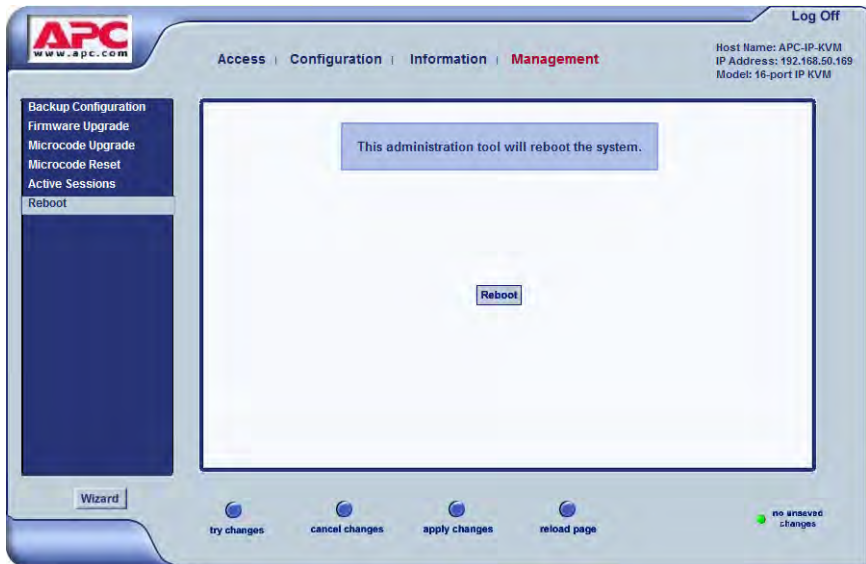 Log Off
APC
www.apc.com
Access | Configuration | Information | Management
Host Name: APC-IP-KVM
IP Address: 192.168.50.169
Model: 16-port IP KVM
Backup Configuration
Firmware Upgrade
Microcode Upgrade
Microcode Reset
Active Sessions
Reboot
This administration tool will reboot the system.
Reboot
Wizard
try changes
cancel changes
apply changes
reload page
no unsaved
changes